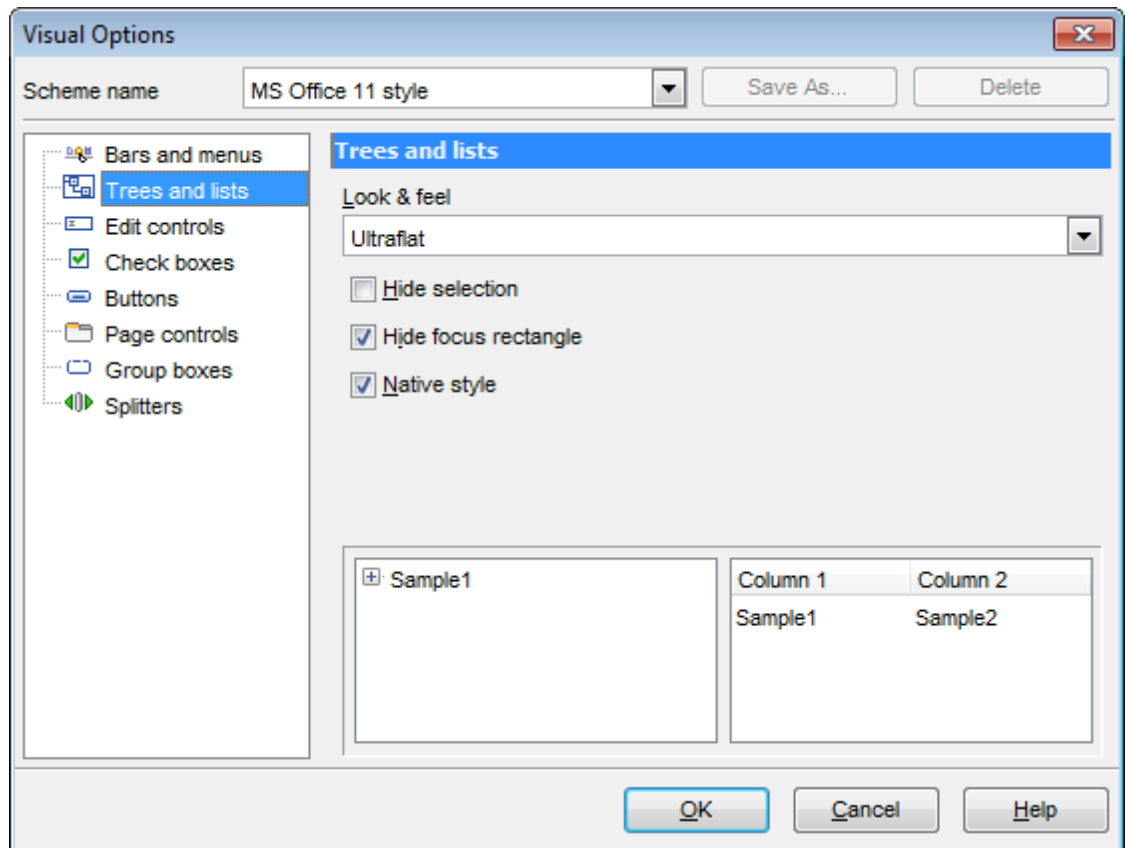 Visual Options
Scheme name MS Office 11 style Save As... Delete
Bars and menus
Trees and lists
Edit controls
Check boxes
Buttons
Page controls
Group boxes
Splitters
Trees and lists
Look & feel
Ultraflat
Hide selection
Hide focus rectangle
Native style
Sample1
Column 1 Column 2
Sample1 Sample2
OK Cancel Help